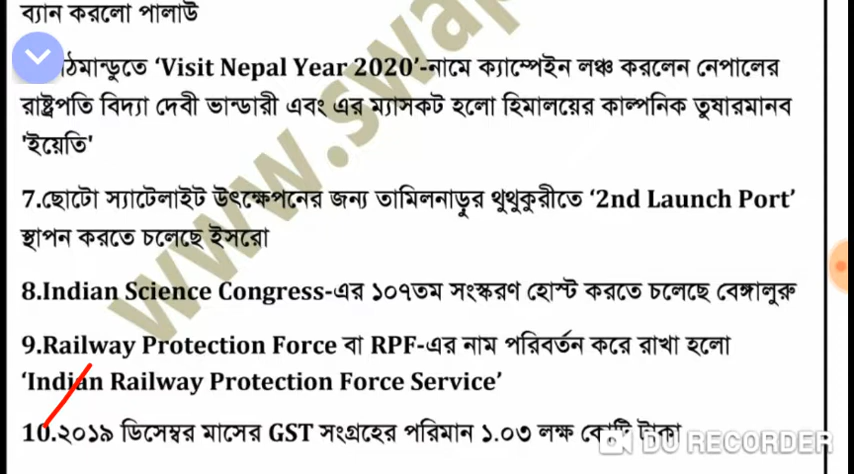 ব্যান করলো পালাউ
ঠমান্ডুতে ‘Visit Nepal Year 2020’-নামে ক্যাম্পেইন লঞ্চ করলেন নেপালের
রাষ্ট্রপতি বিদ্যা দেবী ভান্ডারী এবং এর ম্যাসকট হলো হিমালয়ের কাল্পনিক তুষারমানব
'ইয়েতি'
7.ছোটো স্যাটেলাইট উৎক্ষেপনের জন্য তামিলনাড়ুর থুথুকুরীতে ‘2nd Launch Port’
স্থাপন করতে চলেছে ইসরো
8.Indian Science Congress-এর ১০৭তম সংস্করণ হোস্ট করতে চলেছে বেঙ্গালুরু
9.Railway Protection Force বা RPF-এর নাম পরিবর্তন করে রাখা হলো
‘Indian Railway Protection Force Service’
10.২০১৯ ডিসেম্বর মাসের GST সংগ্রহের পরিমান ১.০৩ লক্ষ কোটি টাকা
DU RECORDER
www.swap